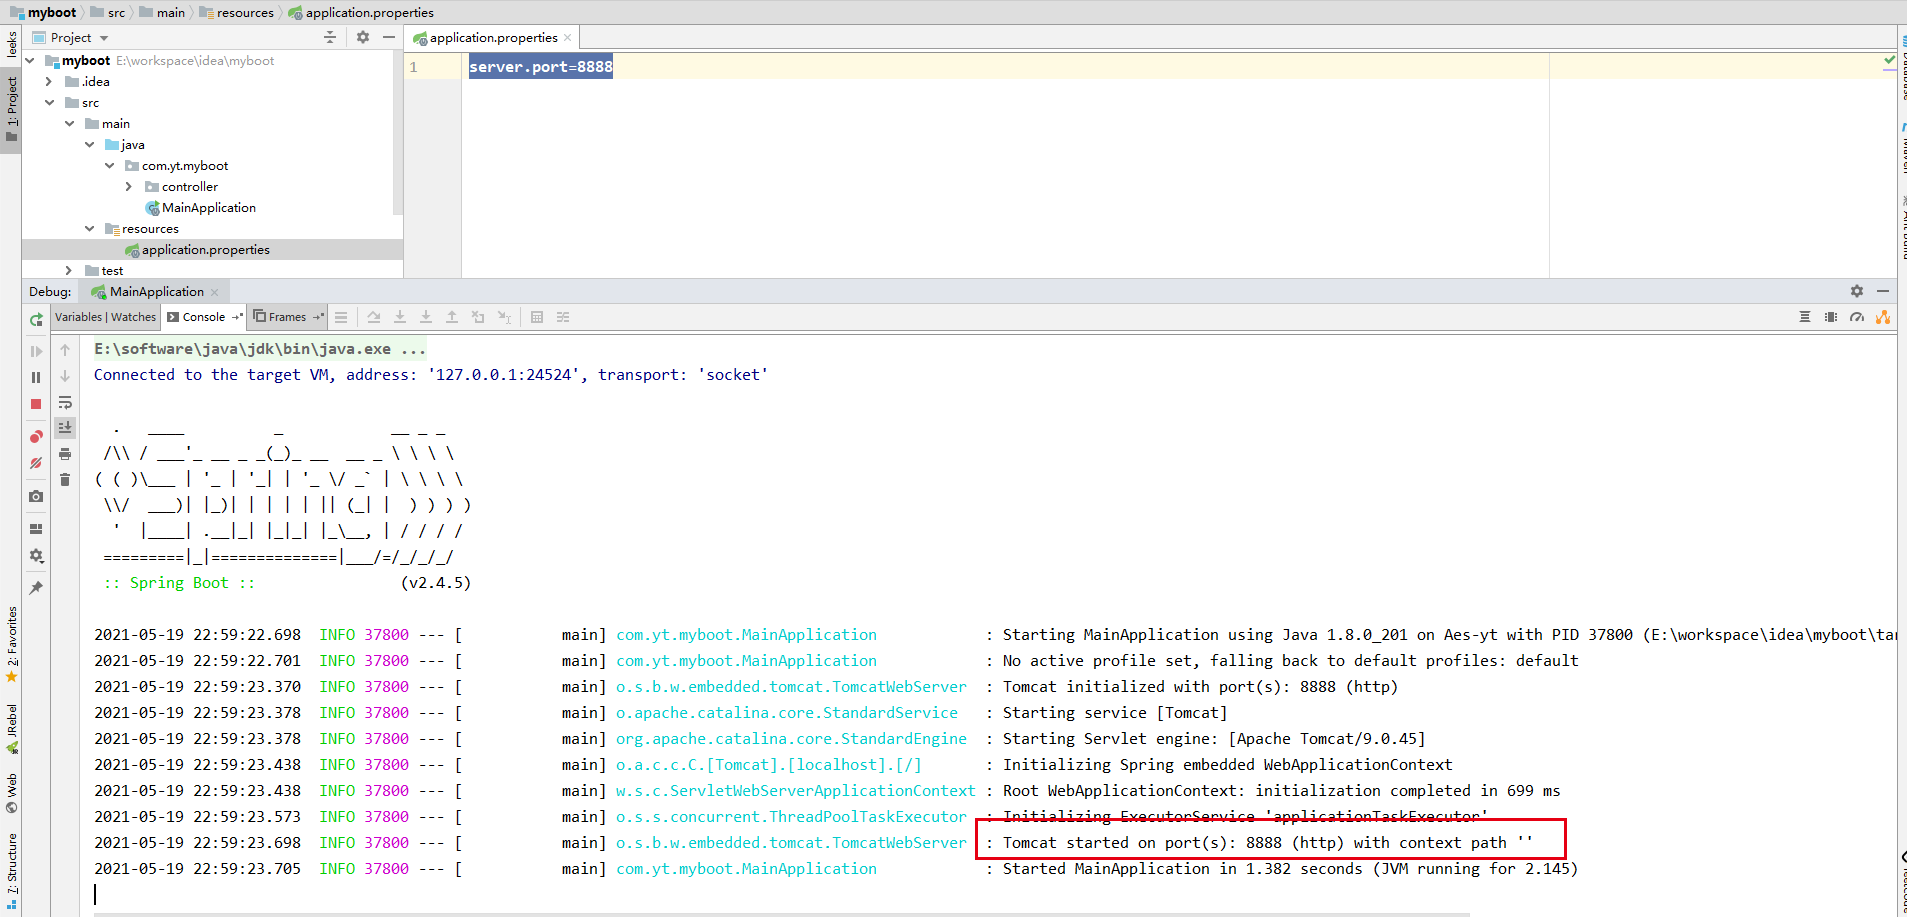 myboot src main resources application.properties
Project
application.properties
myboot E:\workspace\idea\myboot
.idea
src
main
java
com.yt.myboot
controller
MainApplication
resources
application.properties
test
1 server.port=8888
leeks
1: Project
2: Favorites
JRebel
Web
7: Structure
Debug: MainApplication
Variables | Watches Console Frames
E:\software\java\jdk\bin\java.exe ...
Connected to the target VM, address: '127.0.0.1:24524', transport: 'socket'
:: Spring Boot :: (v2.4.5)
2021-05-19 22:59:22.698 INFO 37800 --- [ main] com.yt.myboot.MainApplication : Starting MainApplication using Java 1.8.0_201 on Aes-yt with PID 37800 (E:\workspace\idea\myboot\tar
2021-05-19 22:59:22.701 INFO 37800 --- [ main] com.yt.myboot.MainApplication : No active profile set, falling back to default profiles: default
2021-05-19 22:59:23.370 INFO 37800 --- [ main] o.s.b.w.embedded.tomcat.TomcatWebServer : Tomcat initialized with port(s): 8888 (http)
2021-05-19 22:59:23.378 INFO 37800 --- [ main] o.apache.catalina.core.StandardService : Starting service [Tomcat]
2021-05-19 22:59:23.378 INFO 37800 --- [ main] org.apache.catalina.core.StandardEngine : Starting Servlet engine: [Apache Tomcat/9.0.45]
2021-05-19 22:59:23.438 INFO 37800 --- [ main] o.a.c.c.C.[Tomcat].[localhost].[/] : Initializing Spring embedded WebApplicationContext
2021-05-19 22:59:23.438 INFO 37800 --- [ main] w.s.c.ServletWebServerApplicationContext : Root WebApplicationContext: initialization completed in 699 ms
2021-05-19 22:59:23.573 INFO 37800 --- [ main] o.s.s.concurrent.ThreadPoolTaskExecutor : Initializing ExecutorService 'applicationTaskExecutor'
2021-05-19 22:59:23.698 INFO 37800 --- [ main] o.s.b.w.embedded.tomcat.TomcatWebServer : Tomcat started on port(s): 8888 (http) with context path ''
2021-05-19 22:59:23.705 INFO 37800 --- [ main] com.yt.myboot.MainApplication : Started MainApplication in 1.382 seconds (JVM running for 2.145)